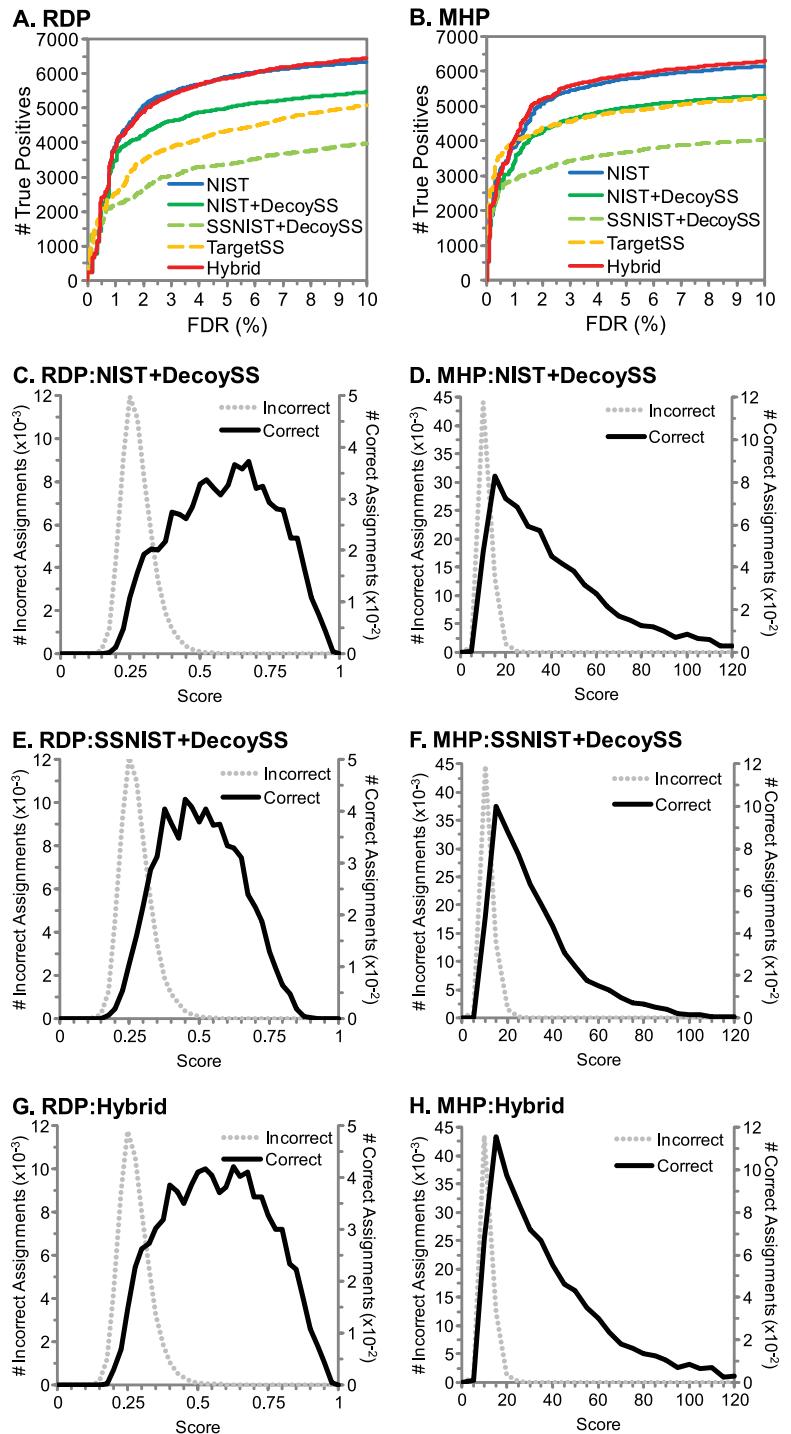 A. RDP
# True Positives
7000
6000
5000
4000
3000
2000
1000
0
NIST
NIST+DecoySS
SSNIST+DecoySS
TargetSS
Hybrid
0 1 2 3 4 5 6 7 8 9 10
FDR (%)
B. MHP
# True Positives
7000
6000
5000
4000
3000
2000
1000
0
NIST
NIST+DecoySS
SSNIST+DecoySS
TargetSS
Hybrid
0 1 2 3 4 5 6 7 8 9 10
FDR (%)
C. RDP:NIST+DecoySS
# Incorrect Assignments (x10-3)
12
10
8
6
4
2
0
Incorrect
Correct
5
4
3
2
1
0
# Correct Assignments (x10-2)
0 0.25 0.5 0.75 1
Score
D. MHP:NIST+DecoySS
# Incorrect Assignments (x10-3)
45
40
35
30
25
20
15
10
5
0
Incorrect
Correct
12
10
8
6
4
2
0
# Correct Assignments (x10-2)
0 20 40 60 80 100 120
Score
E. RDP:SSNIST+DecoySS
# Incorrect Assignments (x10-3)
12
10
8
6
4
2
0
Incorrect
Correct
5
4
3
2
1
0
# Correct Assignments (x10-2)
0 0.25 0.5 0.75 1
Score
F. MHP:SSNIST+DecoySS
# Incorrect Assignments (x10-3)
45
40
35
30
25
20
15
10
5
0
Incorrect
Correct
12
10
8
6
4
2
0
# Correct Assignments (x10-2)
0 20 40 60 80 100 120
Score
G. RDP:Hybrid
# Incorrect Assignments (x10-3)
12
10
8
6
4
2
0
Incorrect
Correct
5
4
3
2
1
0
# Correct Assignments (x10-2)
0 0.25 0.5 0.75 1
Score
H. MHP:Hybrid
# Incorrect Assignments (x10-3)
45
40
35
30
25
20
15
10
5
0
Incorrect
Correct
12
10
8
6
4
2
0
# Correct Assignments (x10-2)
0 20 40 60 80 100 120
Score